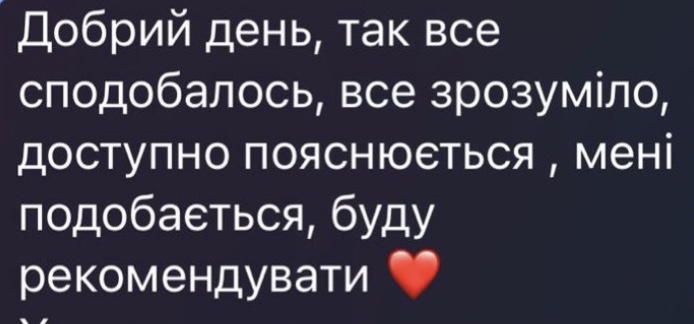 Добрий день, так все
сподобалось, все зрозуміло,
доступно пояснюється , мені
подобається, буду
рекомендувати ❤️